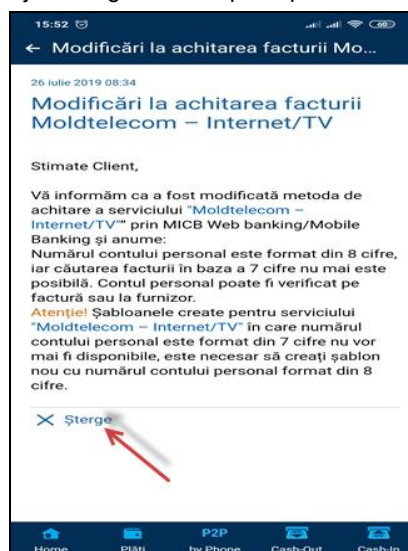 15:52
60
← Modificări la achitarea facturii Mo...
26 iulie 2019 08:34
Modificări la achitarea facturii
Moldtelecom – Internet/TV
Stimate Client,
Vă informăm ca a fost modificată metoda de
achitare a serviciului "Moldtelecom –
Internet/TV"" prin MICB Web banking/Mobile
Banking și anume:
Numărul contului personal este format din 8 cifre,
iar căutarea facturii în baza a 7 cifre nu mai este
posibilă. Contul personal poate fi verificat pe
factură sau la furnizor.
Atenție! Șabloanele create pentru serviciului
"Moldtelecom – Internet/TV" în care numărul
contului personal este format din 7 cifre nu vor
mai fi disponibile, este necesar să creați șablon
nou cu numărul contului personal format din 8
cifre.
Șterge
Home Plăți P2P by Phone Cash-Out Cash-In